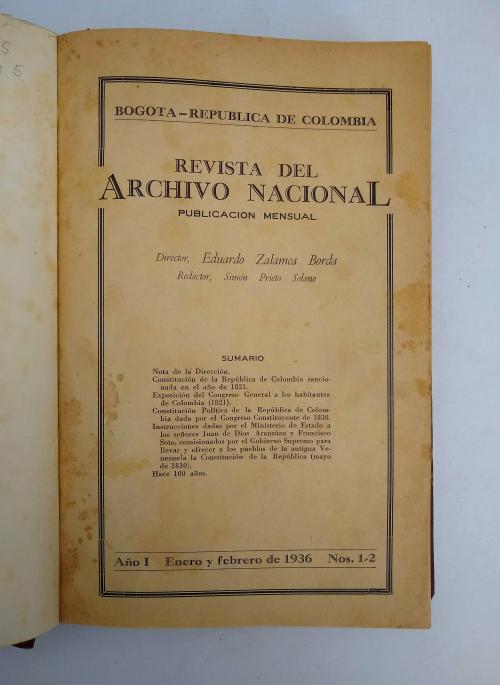 S
5
BOGOTA—REPUBLICA DE COLOMBIA
REVISTA DEL
ARCHIVO NACIONAL
PUBLICACION MENSUAL
Director, Eduardo Zalamea Borda
Redactor, Simón Prieto Solano
SUMARIO
Nota de la Dirección.
Constitución de la República de Colombia sancio-
nada en el año de 1821.
Exposición del Congreso General a los habitantes
de Colombia (1821).
Constitución Política de la República de Colom-
bia dada por el Congreso Constituyente de 1830.
Instrucciones dadas por el Ministerio de Estado a
los señores Juan de Dios Aranzázu y Francisco
Soto, comisionados por el Gobierno Supremo para
llevar y ofrecer a los pueblos de la antigua Ve-
nezuela la Constitución de la República (mayo
de 1830).
Hace 100 años.
Año I Enero y febrero de 1936 Nos. 1-2